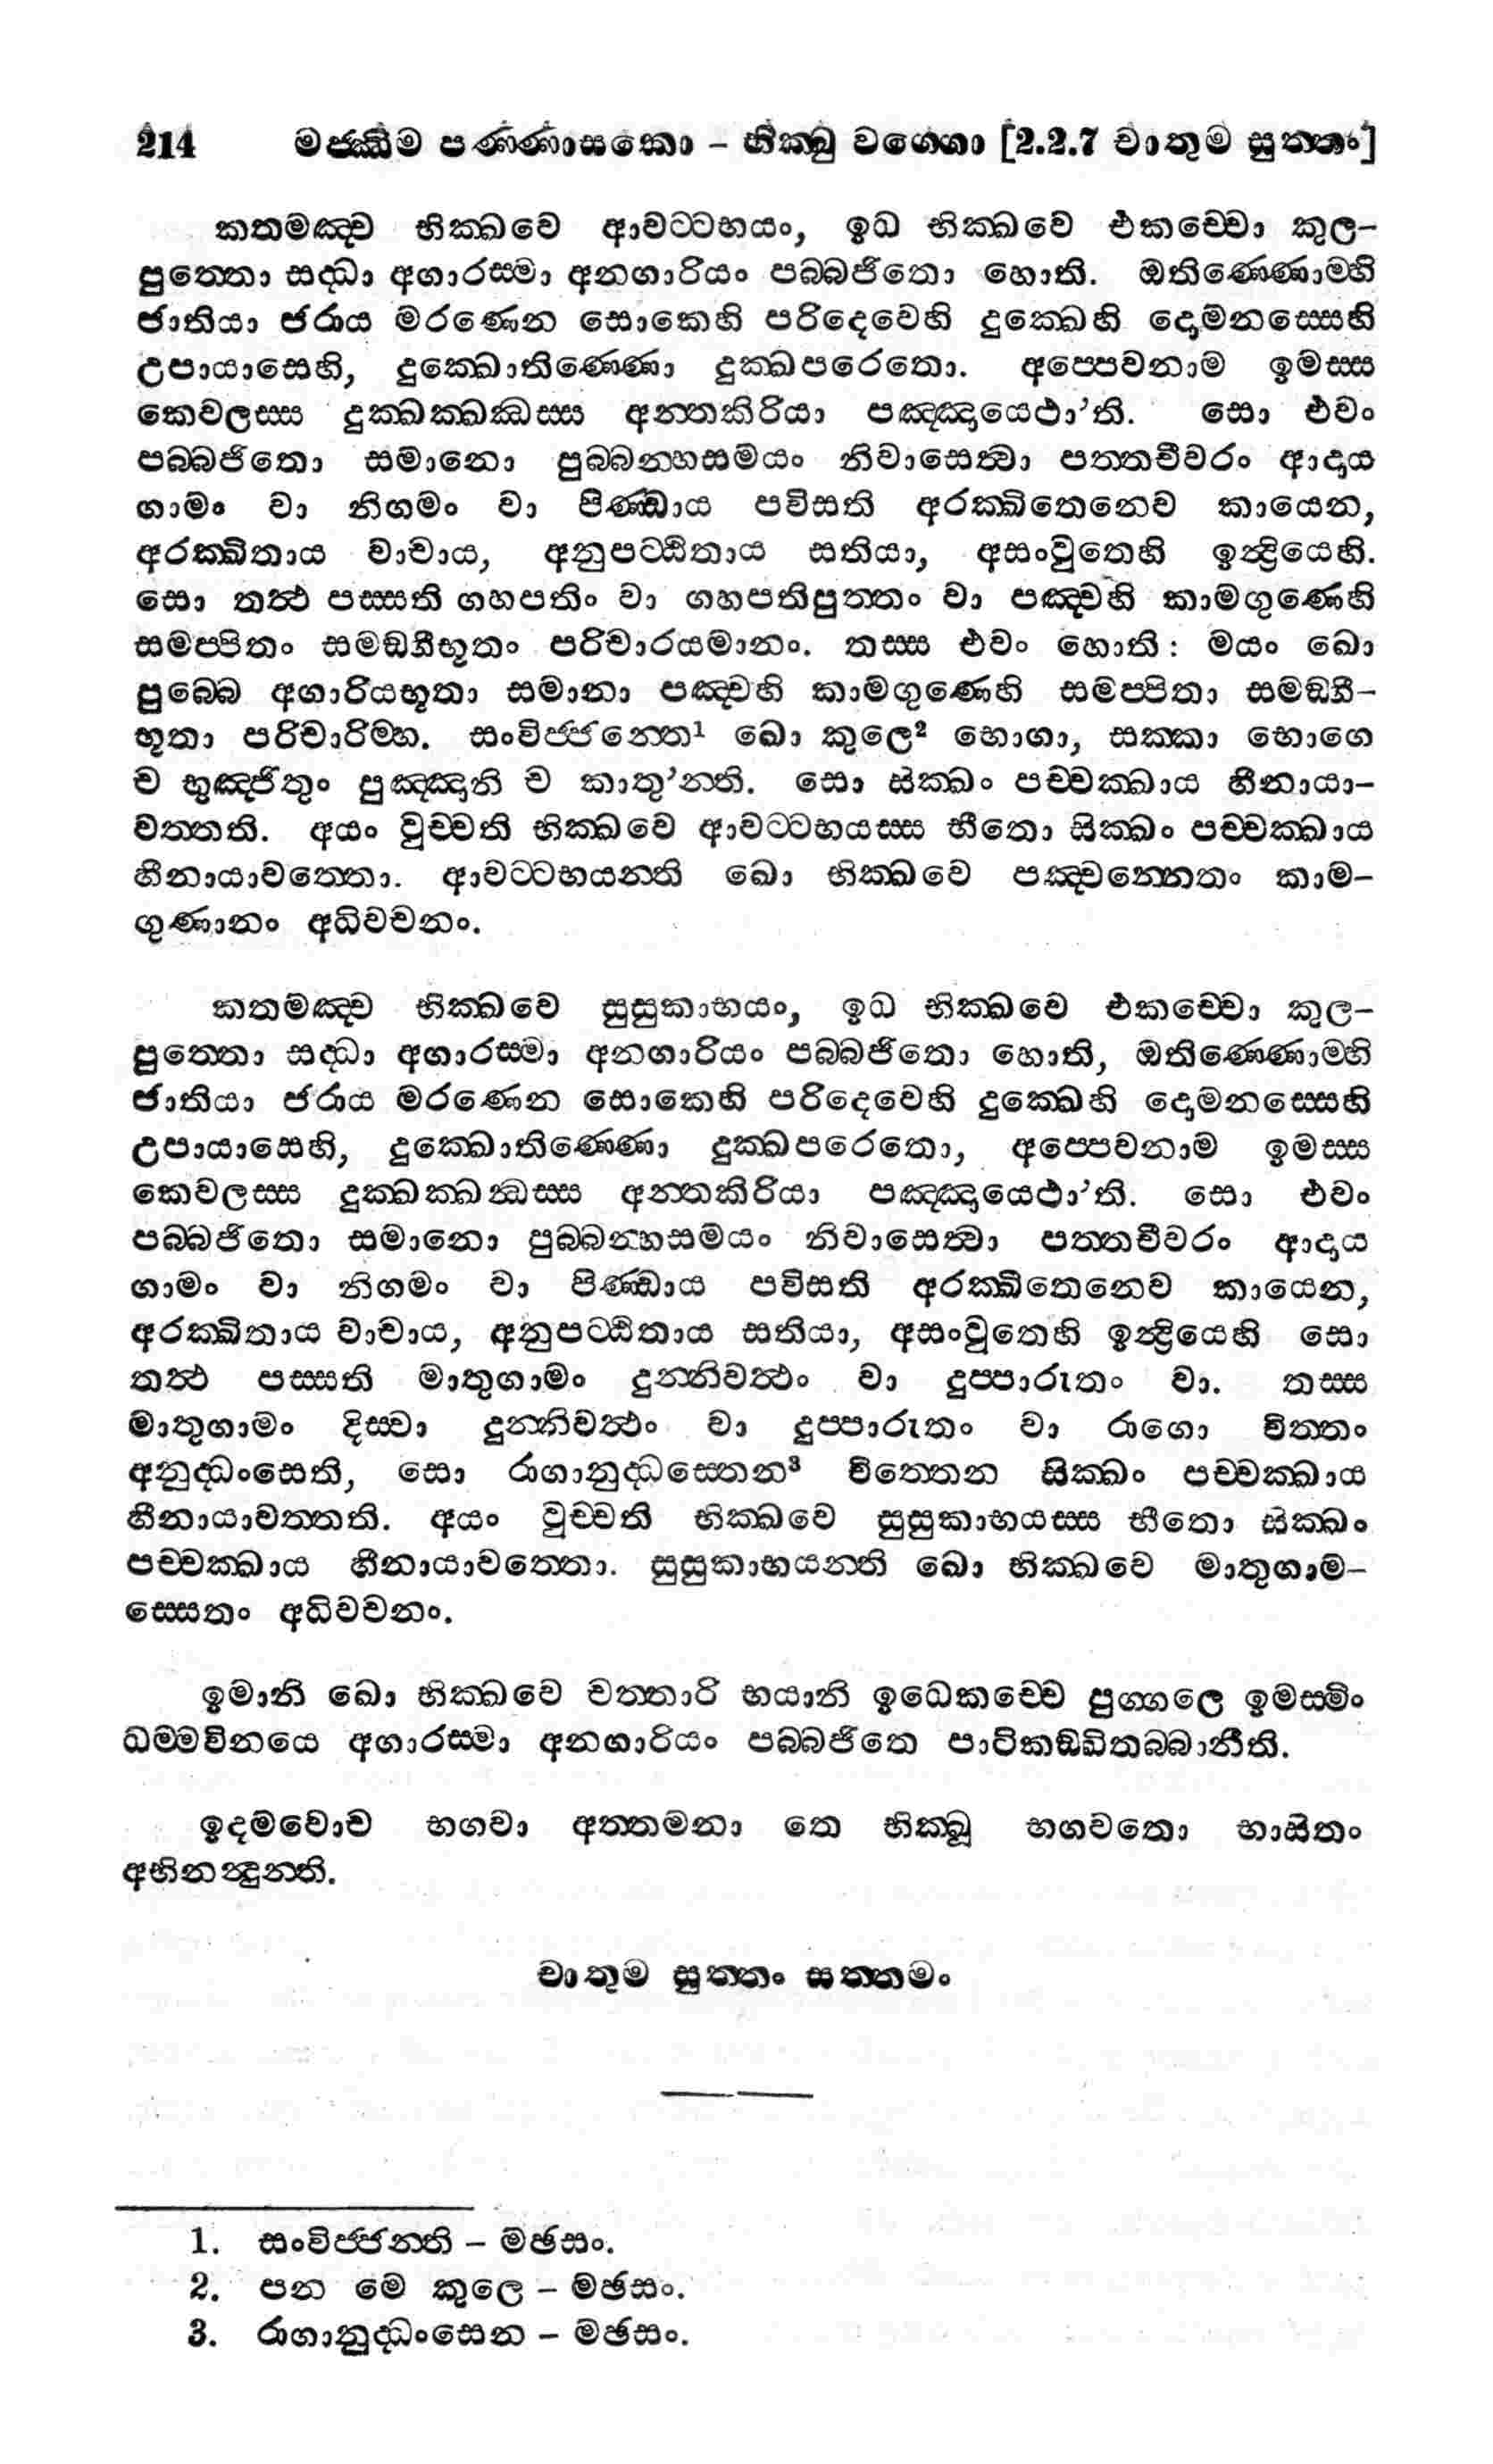 214 මජ්ඣිම පණ්ණාසකො - භික්ඛු වග්ගො [2.2.7 චාතුම සුත්තං]
කතමඤ්ච භික්ඛවෙ ආවට්ටභයං, ඉධ භික්ඛවෙ එකච්චො කුල-
පුත්තො සද්ධා අගාරස්මා අනගාරියං පබ්බජිතො හොති. ඔතිණ්ණොම්හි
ජාතියා ජරාය මරණෙන සොකෙහි පරිදෙවෙහි දුක්ඛෙහි දොමනස්සෙහි
උපායාසෙහි, දුක්ඛොතිණ්ණො දුක්ඛපරෙතො. අප්පෙවනාම ඉමස්ස
කෙවලස්ස දුක්ඛක්ඛන්ධස්ස අන්තකිරියා පඤ්ඤායෙථා'ති. සො එවං
පබ්බජිතො සමානො පුබ්බන්හසමයං නිවාසෙත්වා පත්තචීවරං ආදාය
ගාමං වා නිගමං වා පිණ්ඩාය පවිසති අරක්ඛිතෙනෙව කායෙන,
අරක්ඛිතාය වාචාය, අනුපට්ඨිතාය සතියා, අසංවුතෙහි ඉන්ද්‍රියෙහි.
සො තත්ථ පස්සති ගහපතිං වා ගහපතිපුත්තං වා පඤ්චහි කාමගුණෙහි
සමප්පිතං සමඞ්ගීභූතං පරිචාරයමානං. තස්ස එවං හොති: මයං ඛො
පුබ්බෙ අගාරියභූතා සමානා පඤ්චහි කාමගුණෙහි සමප්පිතා සමඞ්ගී-
භූතා පරිචාරිම්හ. සංවිජ්ජන්තෙ¹ ඛො කුලෙ² භොගා, සක්කා භොගෙ
ච භුඤ්ජිතුං පුඤ්ඤානි ච කාතු'න්ති. සො සික්ඛං පච්චක්ඛාය හීනායා-
වත්තති. අයං වුච්චති භික්ඛවෙ ආවට්ටභයස්ස භීතො සික්ඛං පච්චක්ඛාය
හීනායාවත්තො. ආවට්ටභයන්ති ඛො භික්ඛවෙ පඤ්චන්නෙතං කාම-
ගුණානං අධිවචනං.
කතමඤ්ච භික්ඛවෙ සුසුකාභයං, ඉධ භික්ඛවෙ එකච්චො කුල-
පුත්තො සද්ධා අගාරස්මා අනගාරියං පබ්බජිතො හොති, ඔතිණ්ණොම්හි
ජාතියා ජරාය මරණෙන සොකෙහි පරිදෙවෙහි දුක්ඛෙහි දොමනස්සෙහි
උපායාසෙහි, දුක්ඛොතිණ්ණො දුක්ඛපරෙතො, අප්පෙවනාම ඉමස්ස
කෙවලස්ස දුක්ඛක්ඛන්ධස්ස අන්තකිරියා පඤ්ඤායෙථා'ති. සො එවං
පබ්බජිතො සමානො පුබ්බන්හසමයං නිවාසෙත්වා පත්තචීවරං ආදාය
ගාමං වා නිගමං වා පිණ්ඩාය පවිසති අරක්ඛිතෙනෙව කායෙන,
අරක්ඛිතාය වාචාය, අනුපට්ඨිතාය සතියා, අසංවුතෙහි ඉන්ද්‍රියෙහි සො
තත්ථ පස්සති මාතුගාමං දුන්නිවත්ථං වා දුප්පාරුතං වා. තස්ස
මාතුගාමං දිස්වා දුන්නිවත්ථං වා දුප්පාරුතං වා රාගො චිත්තං
අනුද්ධංසෙති, සො රාගානුද්ධස්තෙන³ චිත්තෙන සික්ඛං පච්චක්ඛාය
හීනායාවත්තති. අයං වුච්චති භික්ඛවෙ සුසුකාභයස්ස භීතො සික්ඛං
පච්චක්ඛාය හීනායාවත්තො. සුසුකාභයන්ති ඛො භික්ඛවෙ මාතුගාම-
ස්සෙතං අධිවචනං.
ඉමානි ඛො භික්ඛවෙ චත්තාරි භයානි ඉධෙකච්චෙ පුග්ගලෙ ඉමස්මිං
ධම්මවිනයෙ අගාරස්මා අනගාරියං පබ්බජිතෙ පාටිකඞ්ඛිතබ්බානීති.
ඉදමවොච භගවා අත්තමනා තෙ භික්ඛූ භගවතො භාසිතං
අභිනන්දුන්ති.
චාතුම සුත්තං සත්තමං
1. සංවිජ්ජන්ති - මඡසං.
2. පන මෙ කුලෙ - මඡසං.
3. රාගානුද්ධංසෙන - මඡසං.